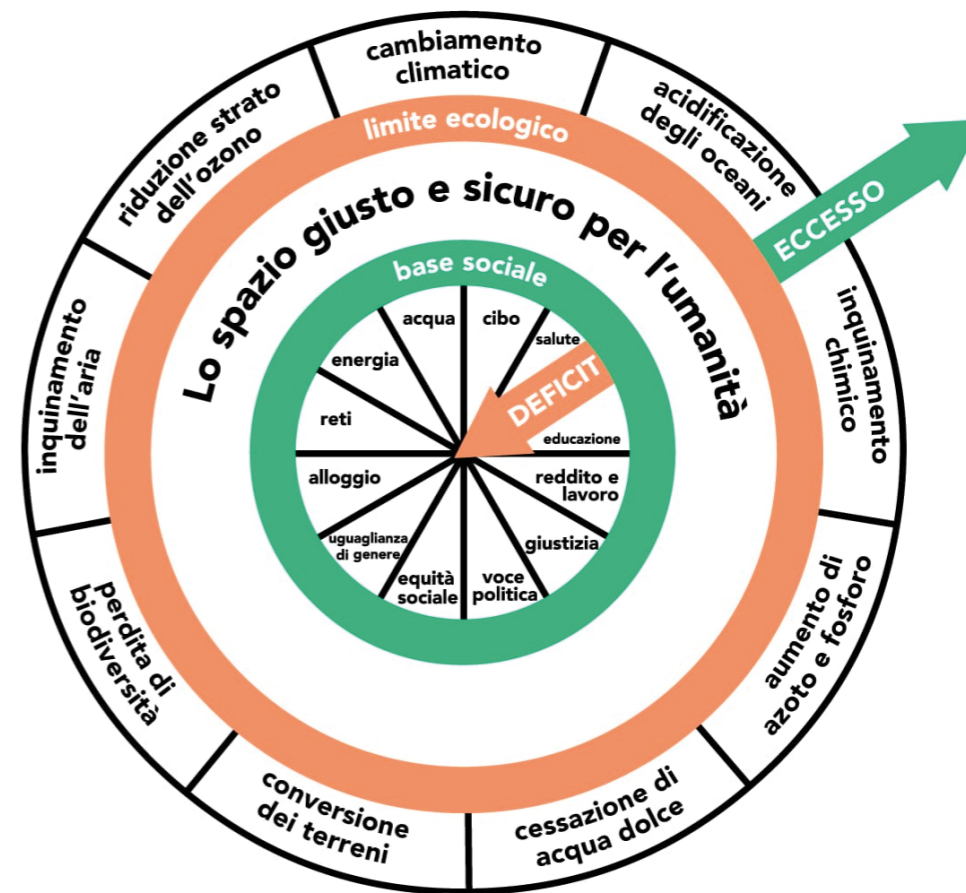 cambiamento
climatico
acidificazione
degli oceani
ECCESSO
inquinamento
chimico
aumento di
azoto e fosforo
cessazione di
acqua dolce
conversione
dei terreni
perdita di
biodiversità
inquinamento
dell'aria
riduzione strato
dell'ozono
limite ecologico
Lo spazio giusto e sicuro per l'umanità
base sociale
acqua
cibo
salute
DEFICIT
educazione
reddito e
lavoro
giustizia
voce
politica
equità
sociale
uguaglianza
di genere
alloggio
reti
energia